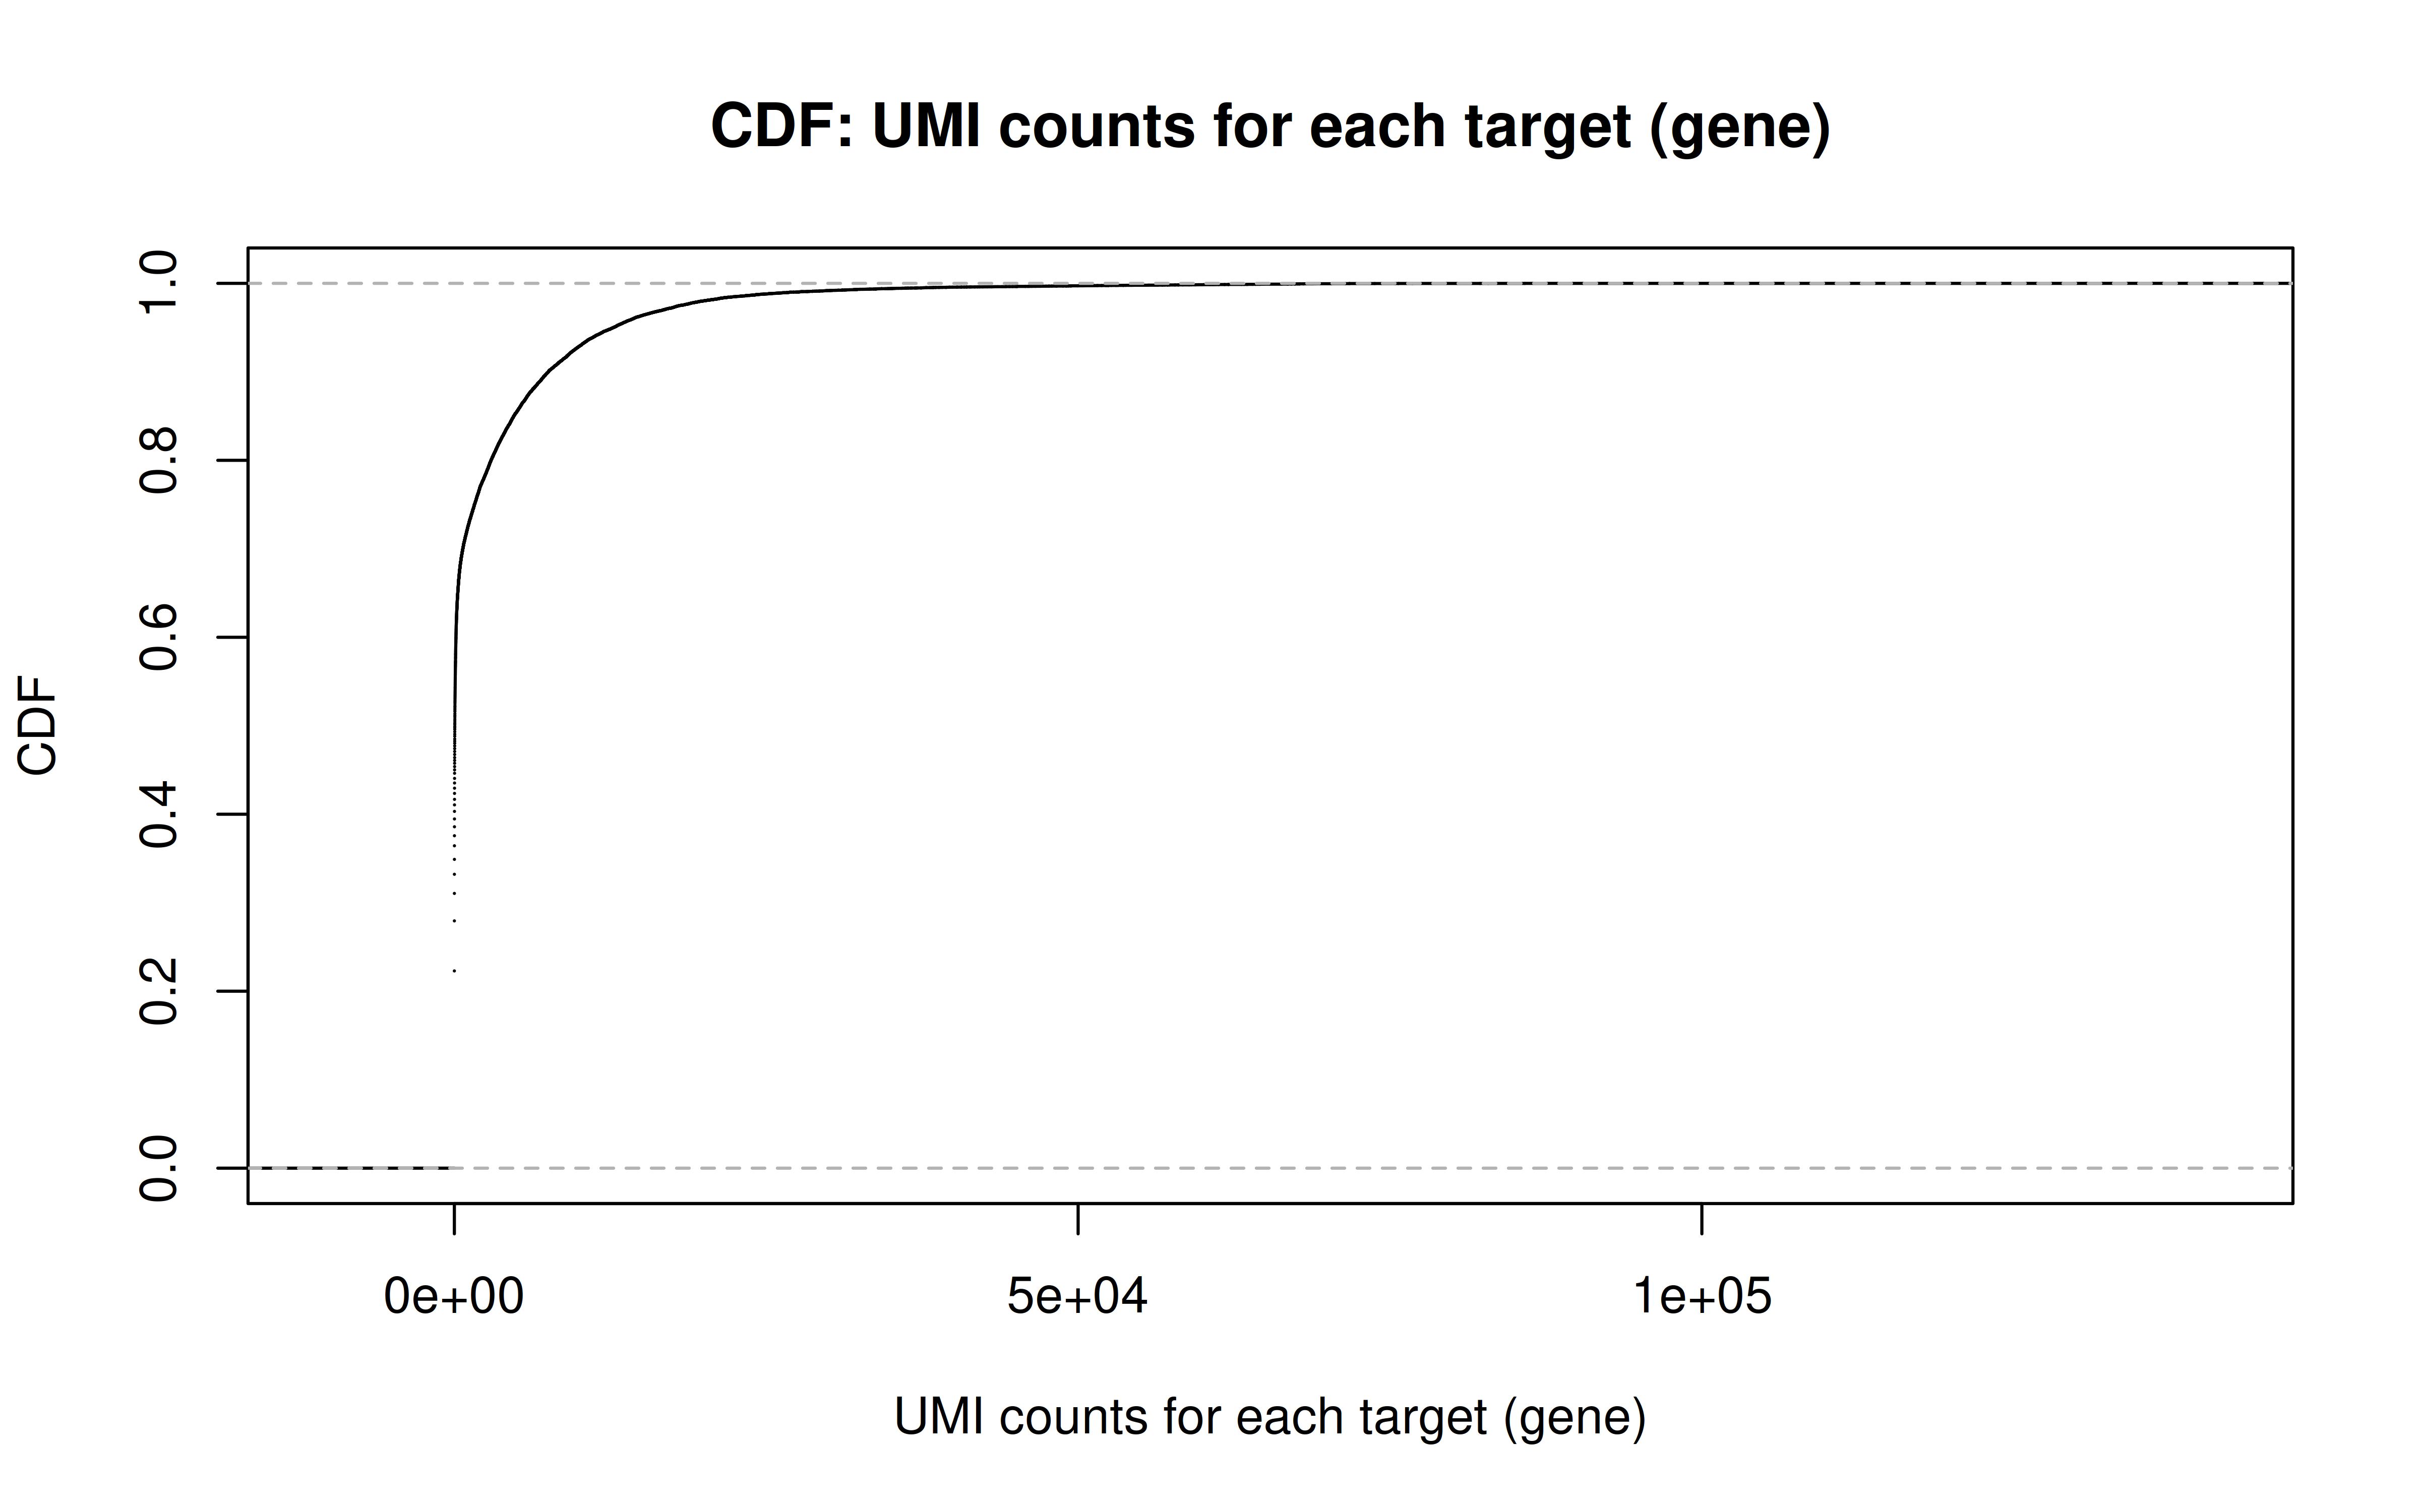 CDF: UMI counts for each target (gene)
CDF
1.0
0.8
0.6
0.4
0.2
0.0
0e+00 5e+04 1e+05
UMI counts for each target (gene)